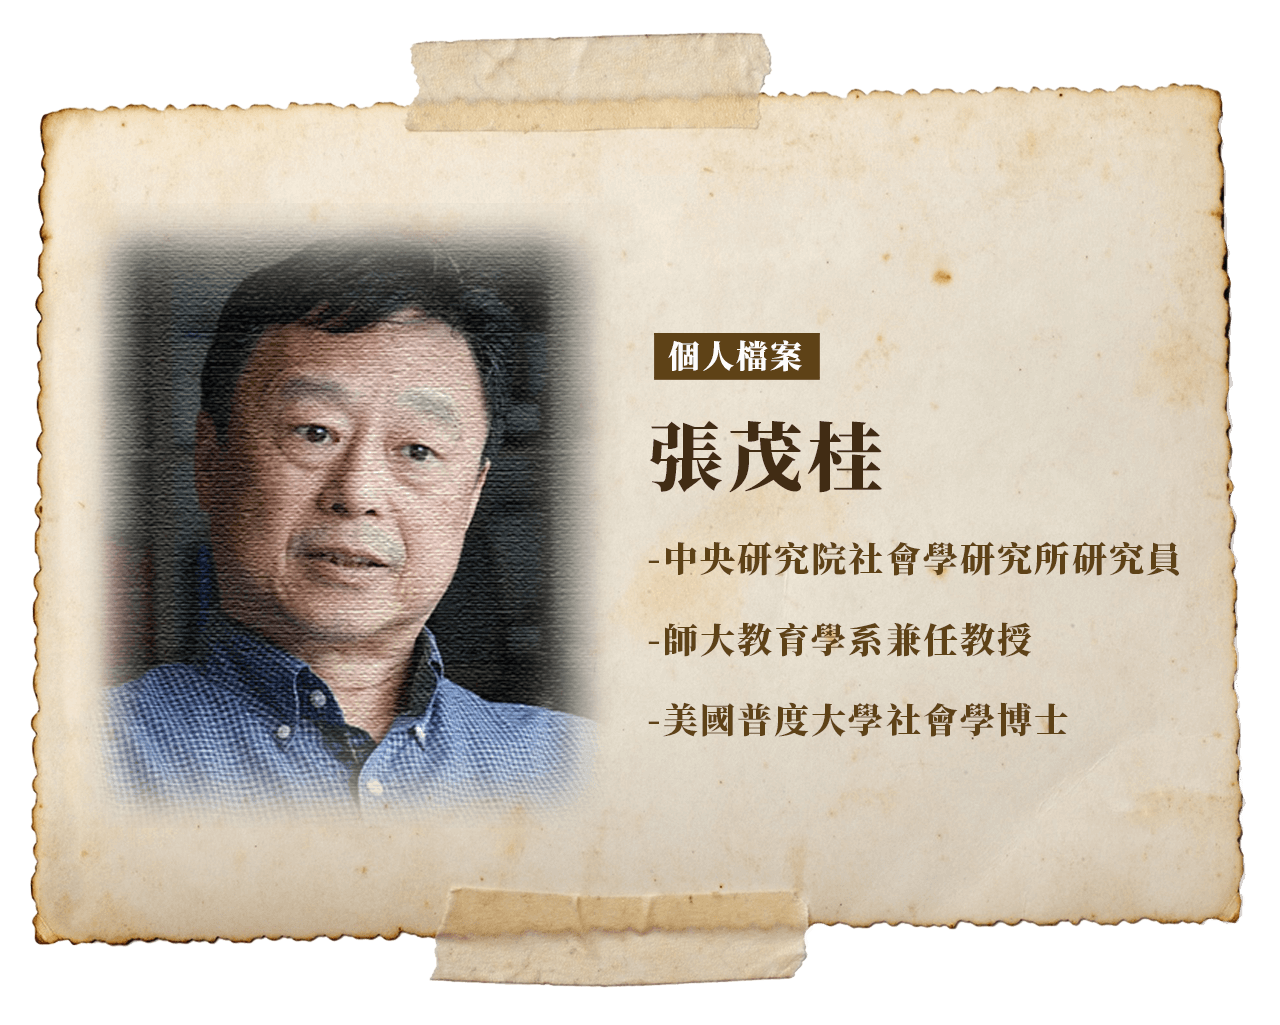 個人檔案
張茂桂
-中央研究院社會學研究所研究員
-師大教育學系兼任教授
-美國普度大學社會學博士